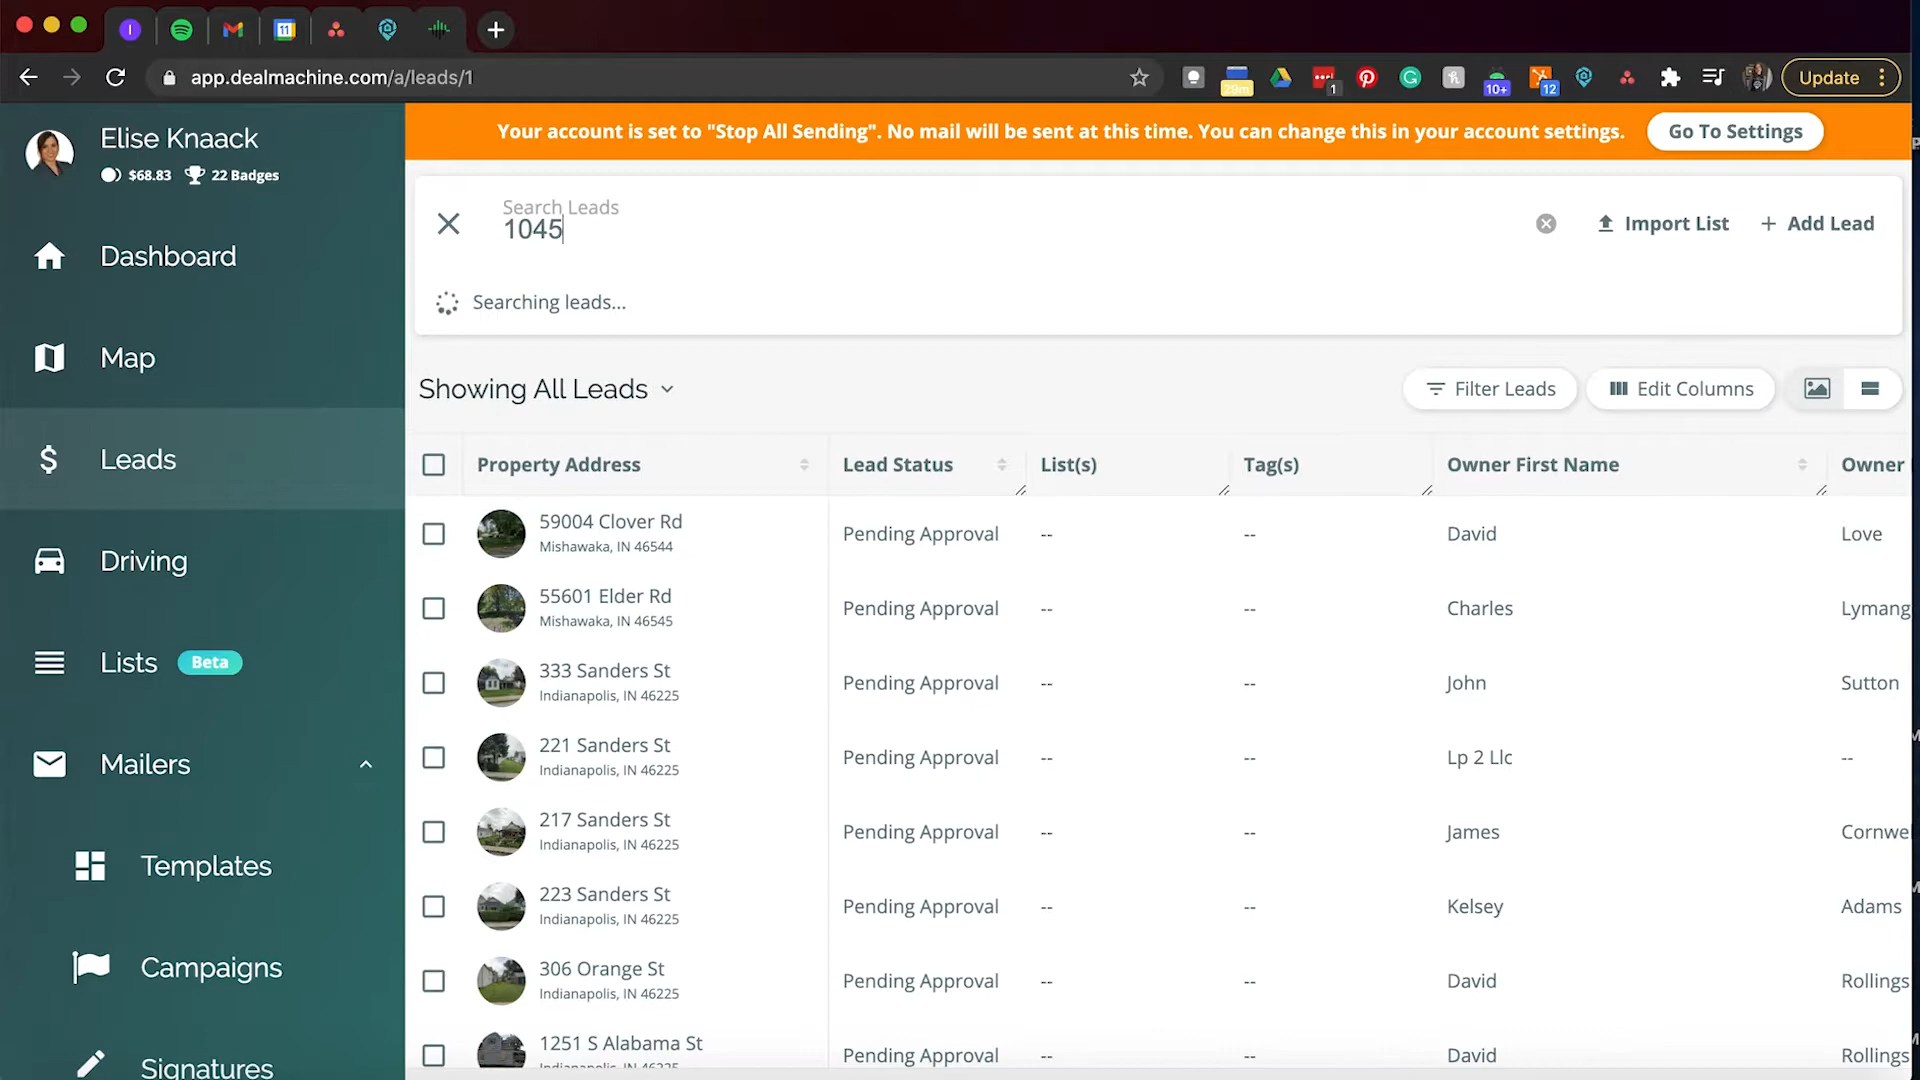 11
app.dealmachine.com/a/leads/1
29m
1
10+
12
Update
Elise Knaack
$68.83
22 Badges
Your account is set to "Stop All Sending". No mail will be sent at this time. You can change this in your account settings.
Go To Settings
Search Leads
1045
Import List
Add Lead
Searching leads...
Dashboard
Map
Leads
Driving
Lists
Beta
Mailers
Templates
Campaigns
Signatures
Showing All Leads
Filter Leads
Edit Columns
Property Address Lead Status List(s) Tag(s) Owner First Name Owner
59004 Clover Rd
Mishawaka, IN 46544
Pending Approval -- -- David Love
55601 Elder Rd
Mishawaka, IN 46545
Pending Approval -- -- Charles Lymang
333 Sanders St
Indianapolis, IN 46225
Pending Approval -- -- John Sutton
221 Sanders St
Indianapolis, IN 46225
Pending Approval -- -- Lp 2 Llc --
217 Sanders St
Indianapolis, IN 46225
Pending Approval -- -- James Cornwe
223 Sanders St
Indianapolis, IN 46225
Pending Approval -- -- Kelsey Adams
306 Orange St
Indianapolis, IN 46225
Pending Approval -- -- David Rollings
1251 S Alabama St
Pending Approval -- -- David Rollings